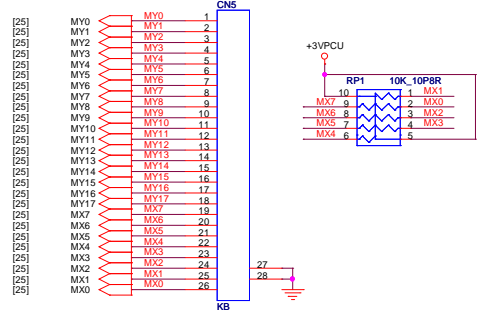 CN5
[25] MY0 MY0 1
[25] MY1 MY1 2
[25] MY2 MY2 3
[25] MY3 MY3 4
[25] MY4 MY4 5
[25] MY5 MY5 6
[25] MY6 MY6 7
[25] MY7 MY7 8
[25] MY8 MY8 9
[25] MY9 MY9 10
[25] MY10 MY10 11
[25] MY11 MY11 12
[25] MY12 MY12 13
[25] MY13 MY13 14
[25] MY14 MY14 15
[25] MY15 MY15 16
[25] MY16 MY16 17
[25] MY17 MY17 18
[25] MX7 MX7 19
[25] MX6 MX6 20
[25] MX5 MX5 21
[25] MX4 MX4 22
[25] MX3 MX3 23
[25] MX2 MX2 24
[25] MX1 MX1 25
[25] MX0 MX0 26
27
28
KB
+3VPCU
RP1 10K_10P8R
10 1 MX1
MX7 9 2 MX0
MX6 8 3 MX2
MX5 7 4 MX3
MX4 6 5